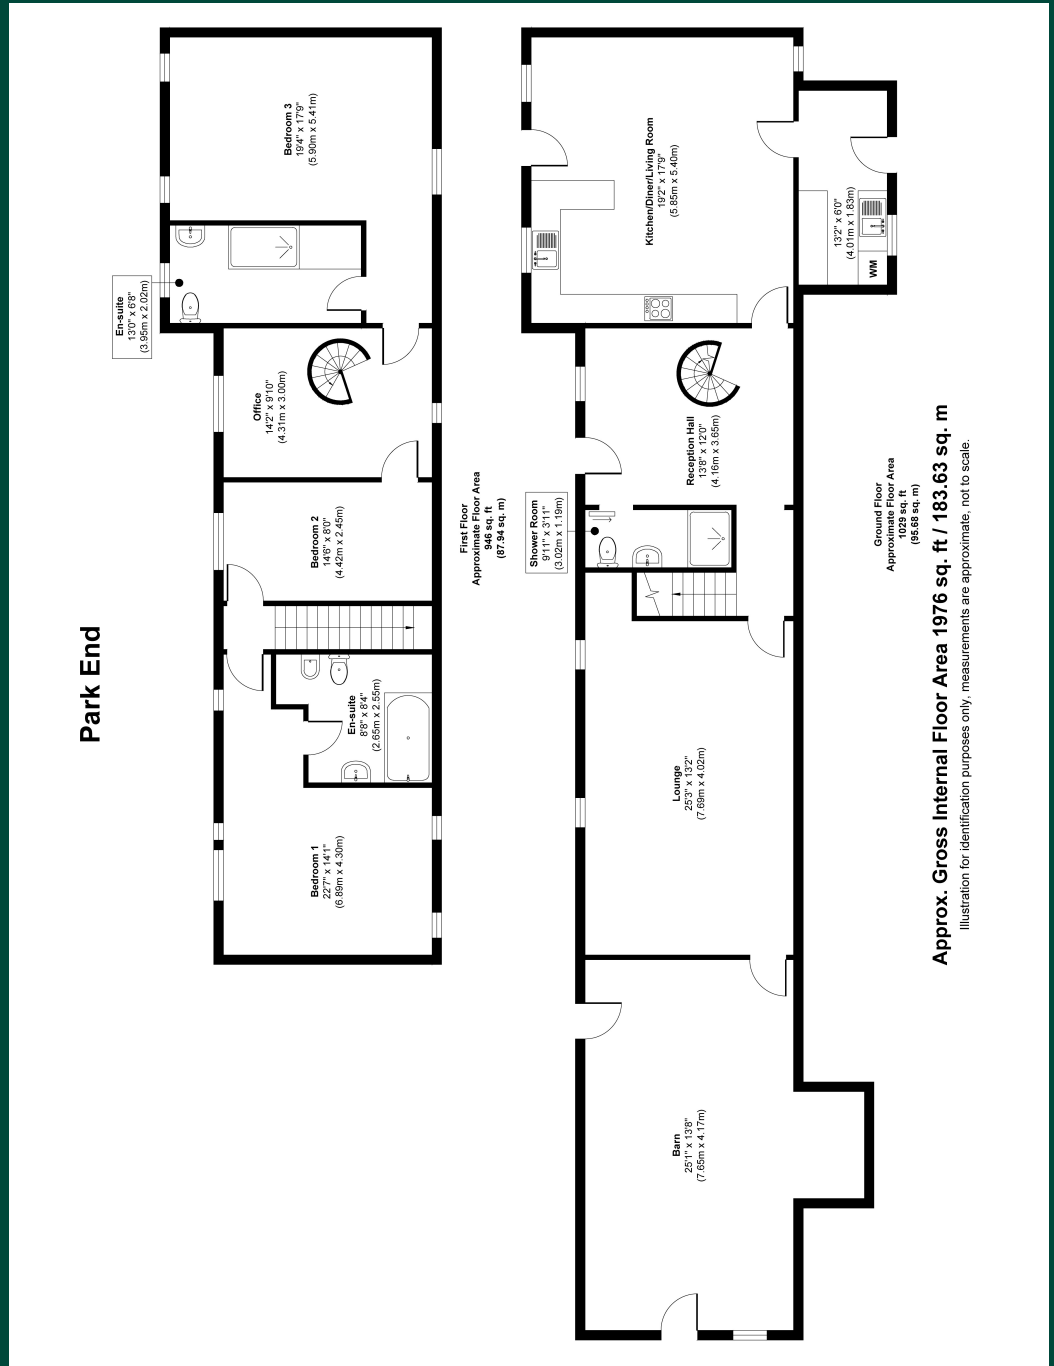 Park End
En-suite
13'0" x 6'8"
(3.95m x 2.02m)
Bedroom 3
19'4" x 17'9"
(5.90m x 5.41m)
Office
14'2" x 9'10"
(4.31m x 3.00m)
Bedroom 2
14'6" x 8'0"
(4.42m x 2.45m)
En-suite
8'8" x 8'4"
(2.65m x 2.55m)
Bedroom 1
22'7" x 14'1"
(6.89m x 4.30m)
First Floor
Approximate Floor Area
946 sq. ft
(87.94 sq. m)
Kitchen/Diner/Living Room
19'2" x 17'9"
(5.85m x 5.40m)
13'2" x 6'0"
(4.01m x 1.83m)
WM
Reception Hall
13'8" x 12'0"
(4.16m x 3.65m)
Shower Room
9'11" x 3'11"
(3.02m x 1.19m)
Lounge
25'3" x 13'2"
(7.69m x 4.02m)
Barn
25'1" x 13'8"
(7.65m x 4.17m)
Ground Floor
Approximate Floor Area
1029 sq. ft
(95.68 sq. m)
Approx. Gross Internal Floor Area 1976 sq. ft / 183.63 sq. m
Illustration for identification purposes only, measurements are approximate, not to scale.